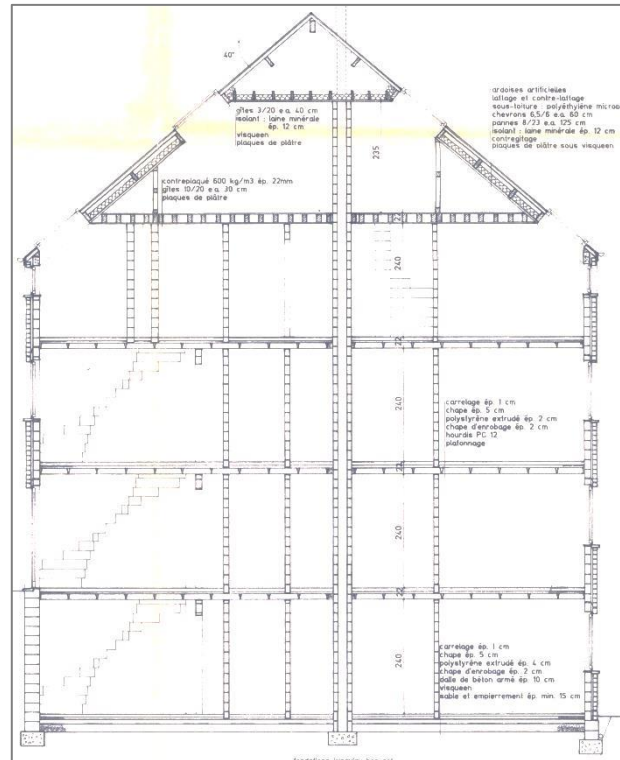 40°
gîtes 3/20 e.a. 40 cm
isolant : laine minérale
ép. 12 cm
visqueen
plaques de plâtre
ardoises artificielles
lattage et contre-lattage
sous-toiture : polyéthylène
chevrons 6,5/6 e.a. 60 cm
pannes 8/23 e.a. 125 cm
isolant : laine minérale ép. 12 cm
contregitage
plaques de plâtre sous visqueen
235
contreplaqué 600 kg/m3 ép. 22mm
gîtes 10/20 e.a. 30 cm
plaques de plâtre
22
240
22
240
carrelage ép. 1 cm
chape ép. 5 cm
polystyrène extrudé ép. 2 cm
chape d'enrobage ép. 2 cm
hourdis PC 12
plafonnage
22
240
22
240
carrelage ép. 1 cm
chape ép. 5 cm
polystyrène extrudé ép. 4 cm
chape d'enrobage ép. 2 cm
dalle de béton armé ép. 10 cm
visqueen
sable et empierrement ép. min. 15 cm